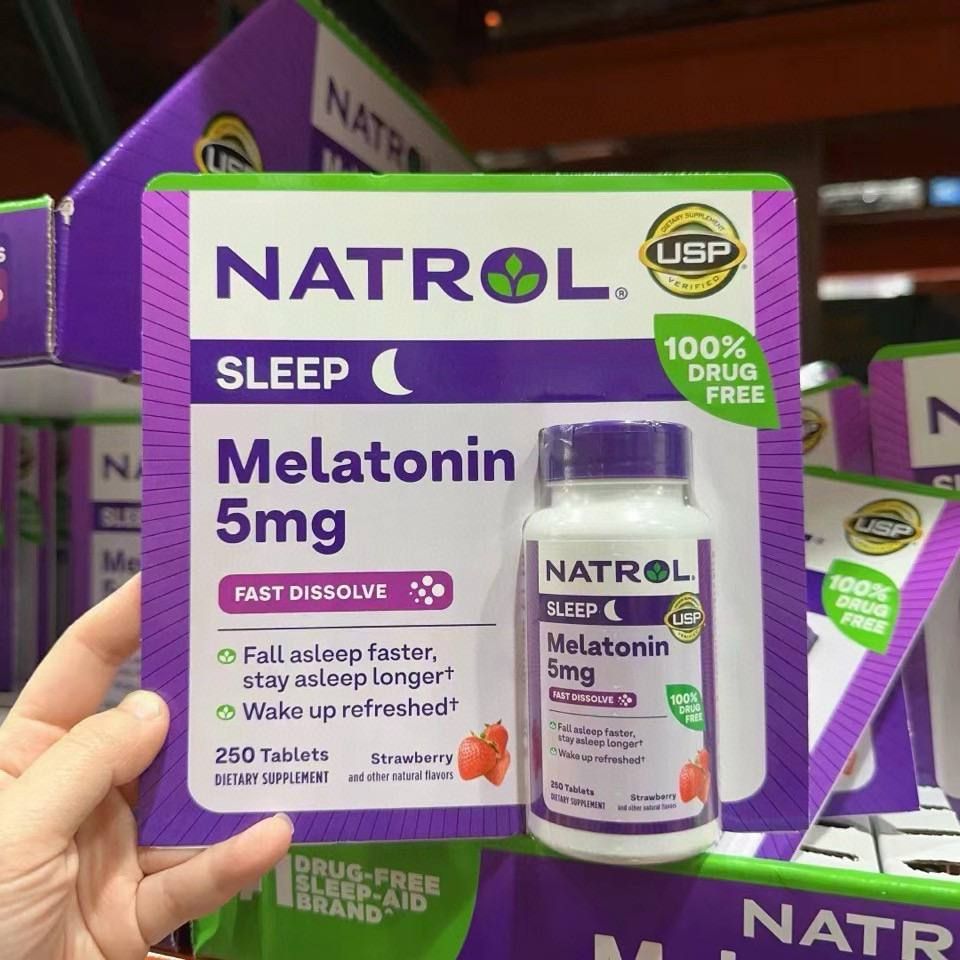 NATROL®
DIETARY SUPPLEMENT
USP
VERIFIED
SLEEP
100%
DRUG
FREE
Melatonin
5mg
FAST DISSOLVE
Fall asleep faster,
stay asleep longer†
Wake up refreshed†
250 Tablets
DIETARY SUPPLEMENT
Strawberry
and other natural flavors
NATROL
SLEEP
USP
Melatonin
5mg
FAST DISSOLVE
100%
DRUG
FREE
Fall asleep faster,
stay asleep longer†
Wake up refreshed†
250 Tablets
DIETARY SUPPLEMENT
Strawberry
and other natural flavors
USP
100%
DRUG
FREE
#1 DRUG-FREE
SLEEP-AID
BRAND^
NATR